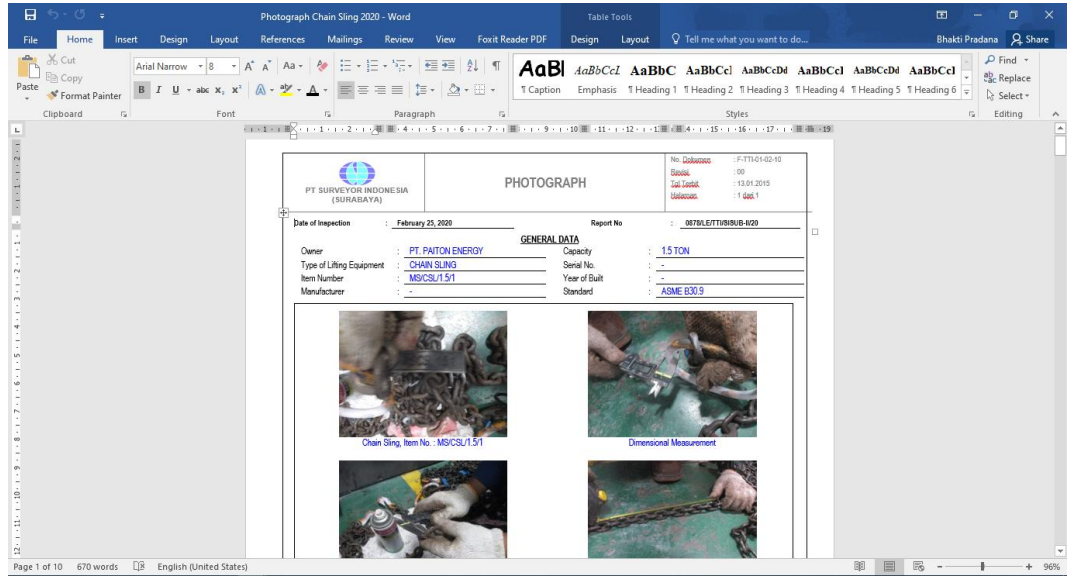 Photograph Chain Sling 2020 - Word
Table Tools
File Home Insert Design Layout References Mailings Review View Foxit Reader PDF Design Layout Tell me what you want to do... Bhakti Pradana Share
Cut
Copy
Format Painter
Paste
Clipboard
Arial Narrow 8
Font
Paragraph
AaBl AaBbCcL AaBbC AaBbCcl AaBbCcDd AaBbCcl AaBbCcDd AaBbCcl
¶ Caption Emphasis ¶ Heading 1 ¶ Heading 2 ¶ Heading 3 ¶ Heading 4 ¶ Heading 5 ¶ Heading 6
Styles
Find
Replace
Select
Editing
PT SURVEYOR INDONESIA
(SURABAYA)
PHOTOGRAPH
No. Dokumen : F-TTI-01-02-10
Revisi : 00
Tgl Terbit : 13.01.2015
Halaman : 1 dari 1
Date of Inspection : February 25, 2020 Report No : 0878/LE/TTI/SISUB-II/20
GENERAL DATA
Owner : PT. PAITON ENERGY Capacity : 1.5 TON
Type of Lifting Equipment : CHAIN SLING Serial No. : -
Item Number : MS/CSL/1.5/1 Year of Built : -
Manufacturer : - Standard : ASME B30.9
Chain Sling, Item No. : MS/CSL/1.5/1 Dimensional Measurement
Page 1 of 10 670 words English (United States) 96%